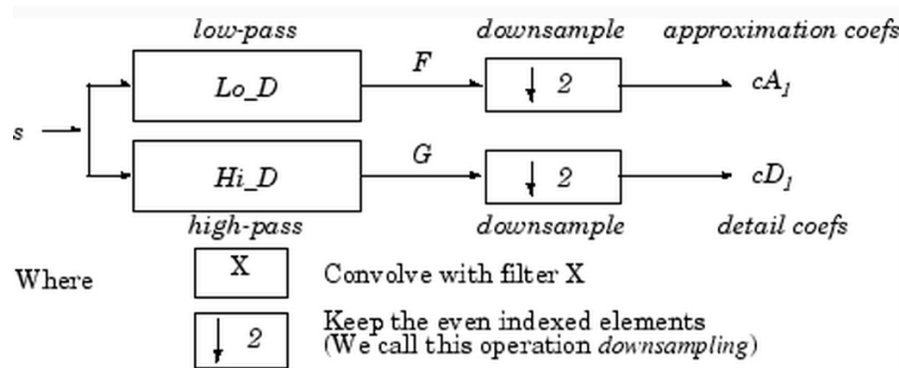 low-pass downsample approximation coefs
F
Lo_D ↓ 2 cA1
s
G
Hi_D ↓ 2 cD1
high-pass downsample detail coefs
Where X Convolve with filter X
↓ 2 Keep the even indexed elements
(We call this operation downsampling)